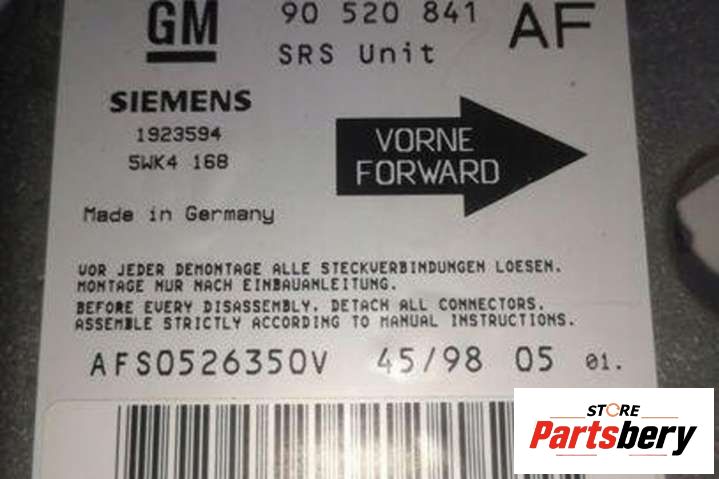 GM 90 520 841 AF
SRS Unit
SIEMENS
1923594
5WK4 168
VORNE
FORWARD
Made in Germany
VOR JEDER DEMONTAGE ALLE STECKVERBINDUNGEN LOESEN.
MONTAGE NUR NACH EINBAUANLEITUNG.
BEFORE EVERY DISASSEMBLY, DETACH ALL CONNECTORS.
ASSEMBLE STRICTLY ACCORDING TO MANUAL INSTRUCTIONS.
AFS0526350V 45/98 05 01.
STORE
Partsbery